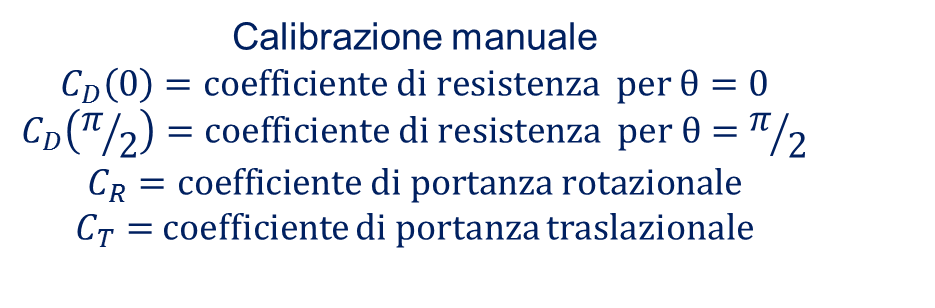 Calibrazione manuale
C_D(0) = coefficiente di resistenza per θ = 0
C_D(π/2) = coefficiente di resistenza per θ = π/2
C_R = coefficiente di portanza rotazionale
C_T = coefficiente di portanza traslazionale